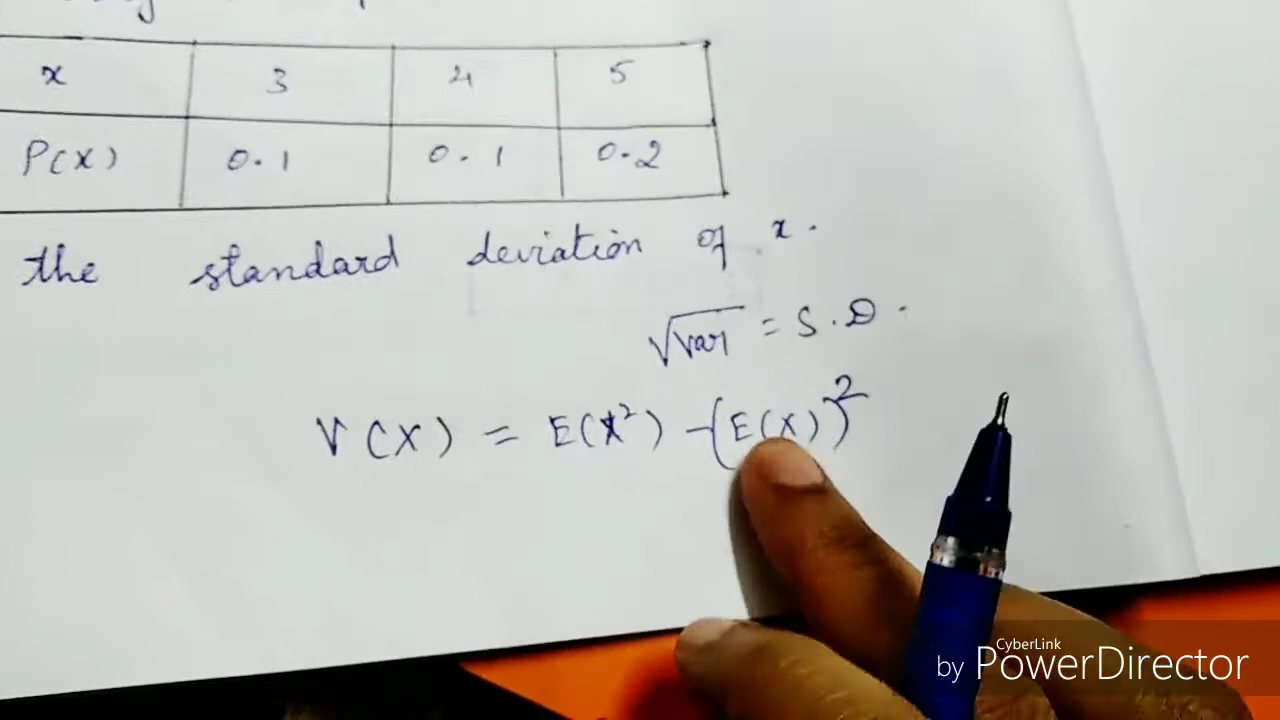 x 3 4 5
P(X) 0.1 0.1 0.2
the standard deviation of x.
√var = S.D.
V(X) = E(X²) - (E(X))²
CyberLink
by PowerDirector